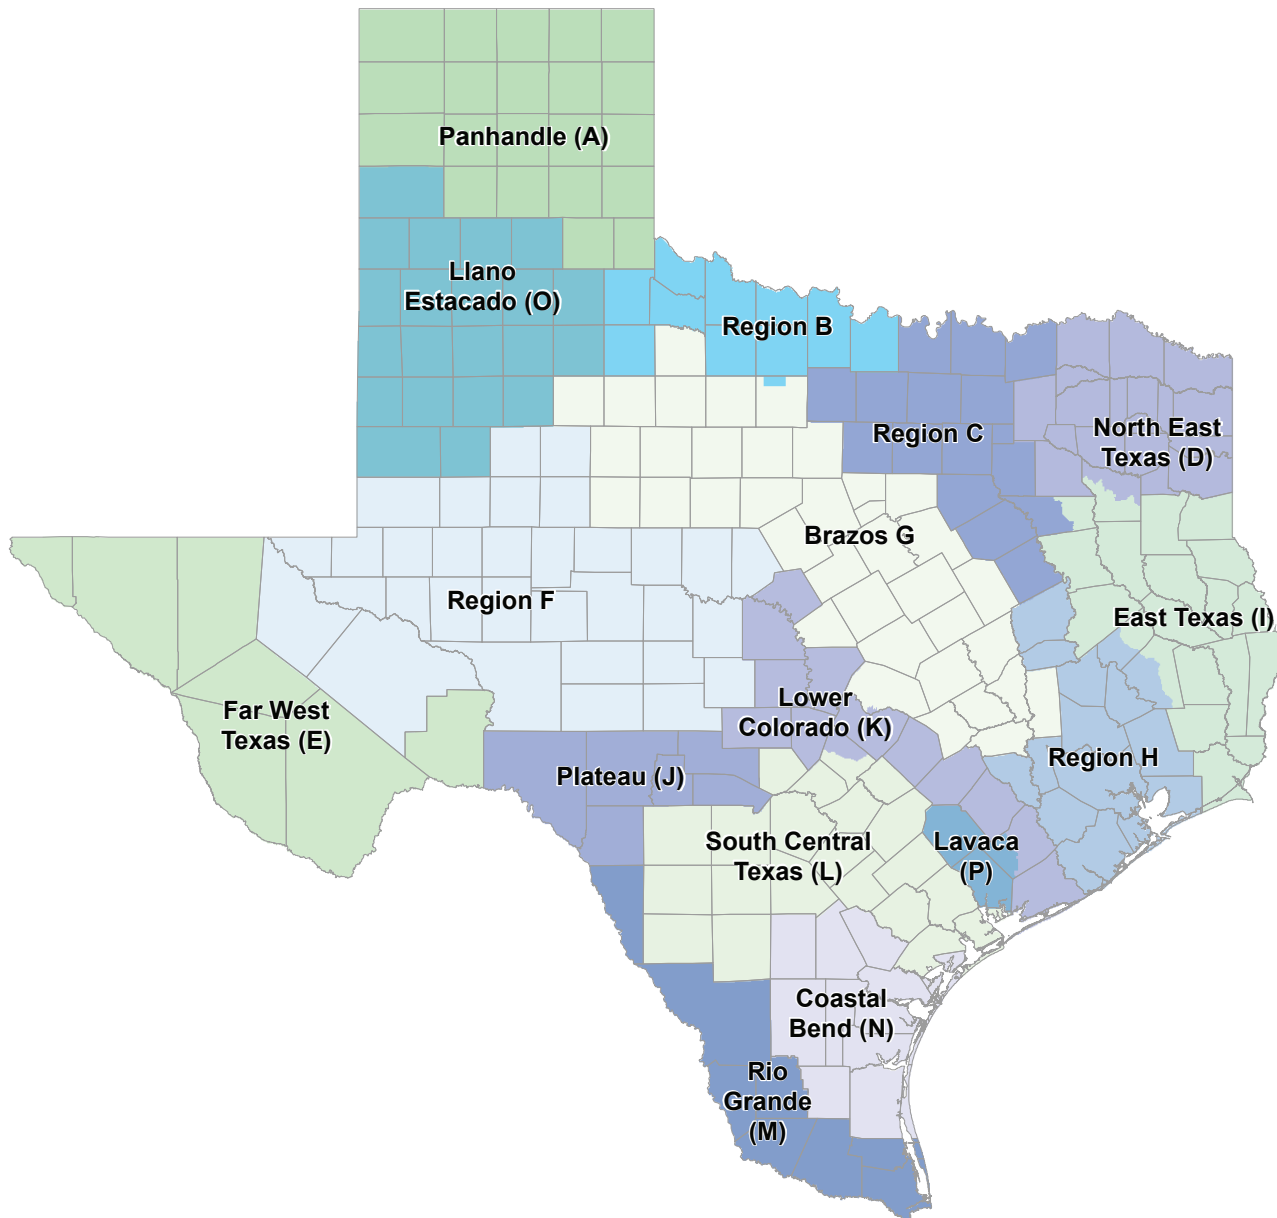 Panhandle (A)
Llano
Estacado (O)
Region B
Region C
North East
Texas (D)
Brazos G
Region F
East Texas (I)
Far West
Texas (E)
Lower
Colorado (K)
Region H
Plateau (J)
South Central
Texas (L)
Lavaca
(P)
Coastal
Bend (N)
Rio
Grande
(M)